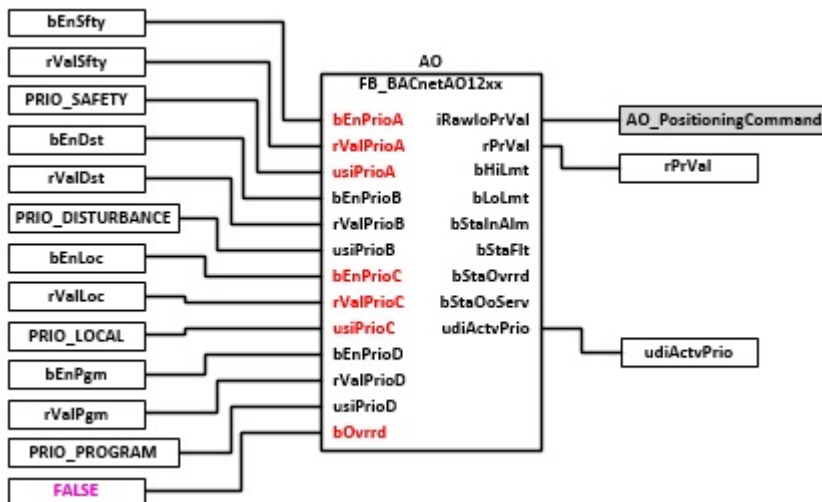 bEnSfty
rValSfty
PRIO_SAFETY
bEnDst
rValDst
PRIO_DISTURBANCE
bEnLoc
rValLoc
PRIO_LOCAL
bEnPgm
rValPgm
PRIO_PROGRAM
FALSE
AO
FB_BACnetAO12xx
bEnPrioA iRawIoPrVal
rValPrioA rPrVal
usiPrioA bHiLmt
bEnPrioB bLoLmt
rValPrioB bStaInAlm
usiPrioB bStaFlt
bEnPrioC bStaOvrrd
rValPrioC bStaOoServ
usiPrioC udiActvPrio
bEnPrioD
rValPrioD
usiPrioD
bOvrrd
AO_PositioningCommand
rPrVal
udiActvPrio